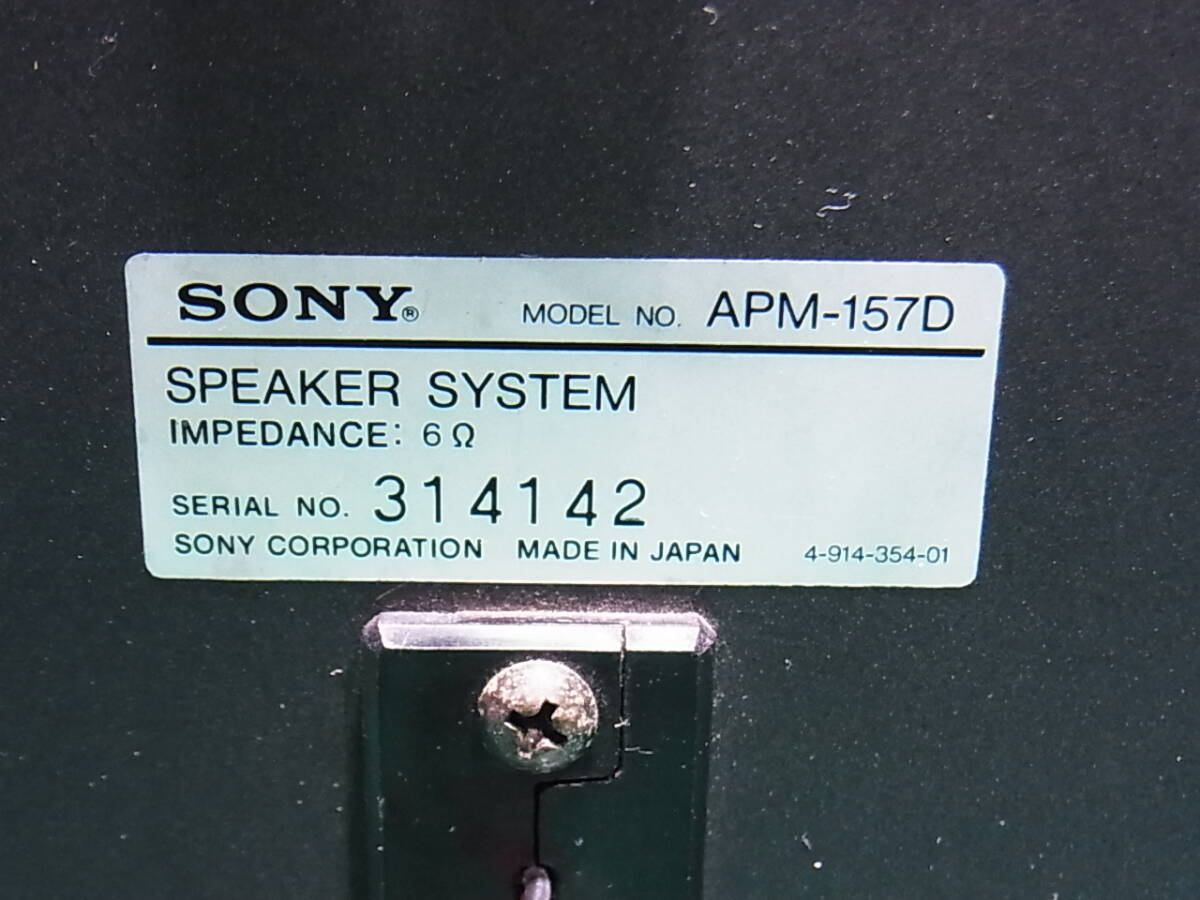 SONY® MODEL NO. APM-157D
SPEAKER SYSTEM
IMPEDANCE: 6Ω
SERIAL NO. 314142
SONY CORPORATION MADE IN JAPAN 4-914-354-01